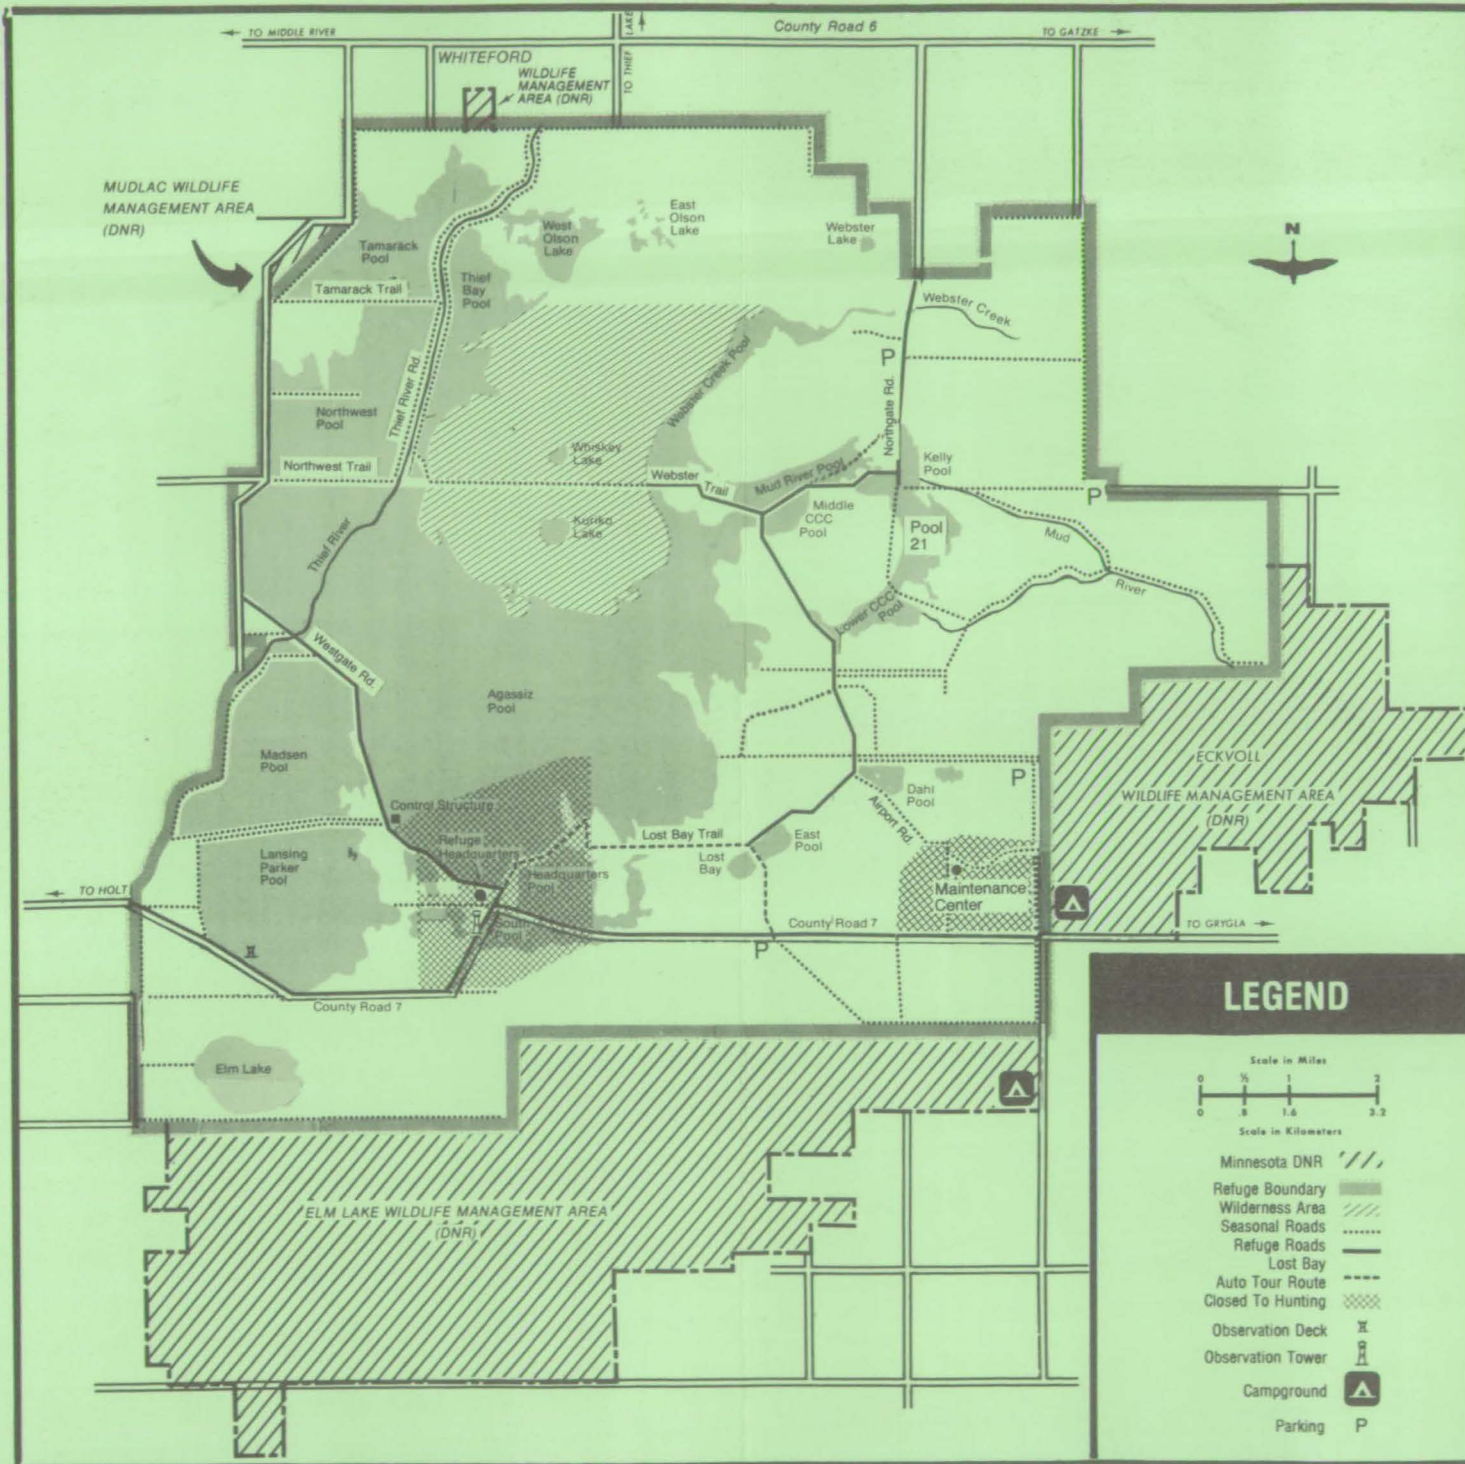 TO MIDDLE RIVER
TO THIEF LAKE
County Road 6
TO GATZKE
WHITEFORD
WILDLIFE
MANAGEMENT
AREA (DNR)
MUDLAC WILDLIFE
MANAGEMENT AREA
(DNR)
N
Tamarack
Pool
Tamarack Trail
Thief
Bay
Pool
West
Olson
Lake
East
Olson
Lake
Webster
Lake
Webster Creek
Webster Creek Pool
P
Northgate Rd.
Thief River Rd.
Northwest
Pool
Northwest Trail
Whiskey
Lake
Webster
Trail
Mud River Pool
Kelly
Pool
P
Middle
CCC
Pool
Pool
21
Kuriko
Lake
Thief River
Mud
River
Lower CCC
Pool
Westgate Rd.
Agassiz
Pool
Madsen
Pool
Control Structure
Refuge
Headquarters
Headquarters
Pool
Lost Bay Trail
Lost
Bay
East
Pool
Dahl
Pool
P
Airport Rd.
Maintenance
Center
ECKVOLL
WILDLIFE MANAGEMENT AREA
(DNR)
Lansing
Parker
Pool
TO HOLT
South
Pool
County Road 7
P
TO GRYGLA
County Road 7
Elm Lake
ELM LAKE WILDLIFE MANAGEMENT AREA
(DNR)
LEGEND
Scale in Miles
0 ½ 1 2
0 .8 1.6 3.2
Scale in Kilometers
Minnesota DNR
Refuge Boundary
Wilderness Area
Seasonal Roads
Refuge Roads
Lost Bay
Auto Tour Route
Closed To Hunting
Observation Deck
Observation Tower
Campground
Parking P